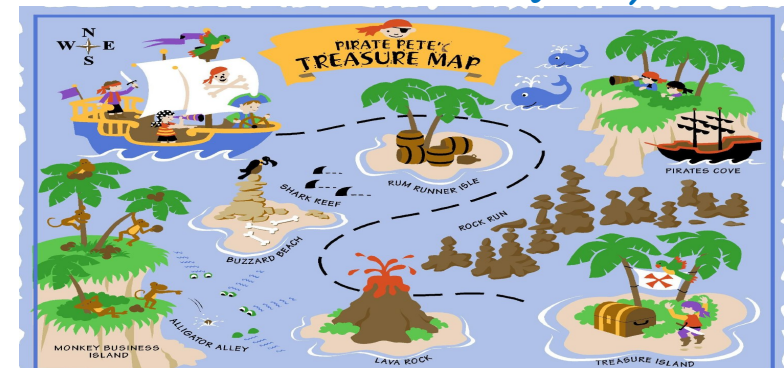 N
W E
S
PIRATE PETE'S
TREASURE MAP
PIRATES COVE
RUM RUNNER ISLE
SHARK REEF
ROCK RUN
BUZZARD BEACH
ALLIGATOR ALLEY
MONKEY BUSINESS
ISLAND
LAVA ROCK
TREASURE ISLAND